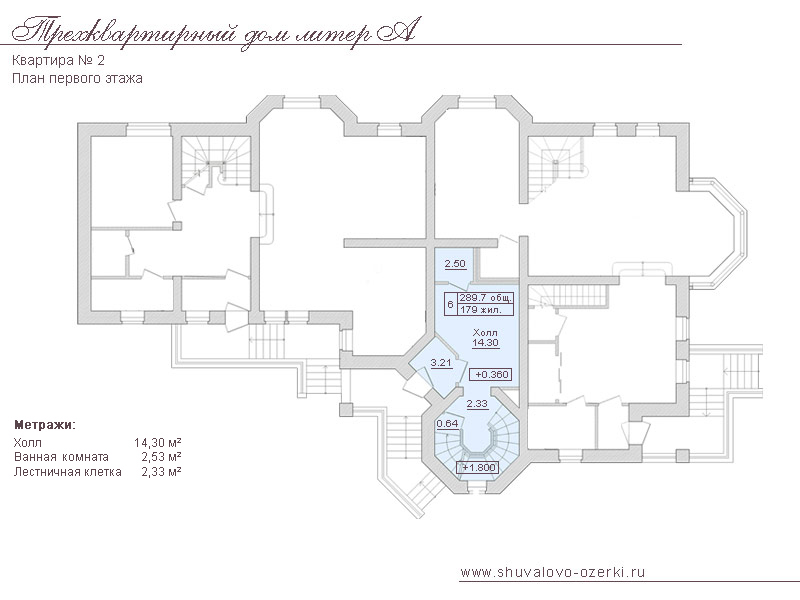 Трехквартирный дом литер А
Квартира № 2
План первого этажа
2.50
6
289.7 общ.
179 жил.
Холл
14.30
3.21
+0.360
2.33
0.64
+1.800
Метражи:
Холл 14,30 м²
Ванная комната 2,53 м²
Лестничная клетка 2,33 м²
www.shuvalovo-ozerki.ru